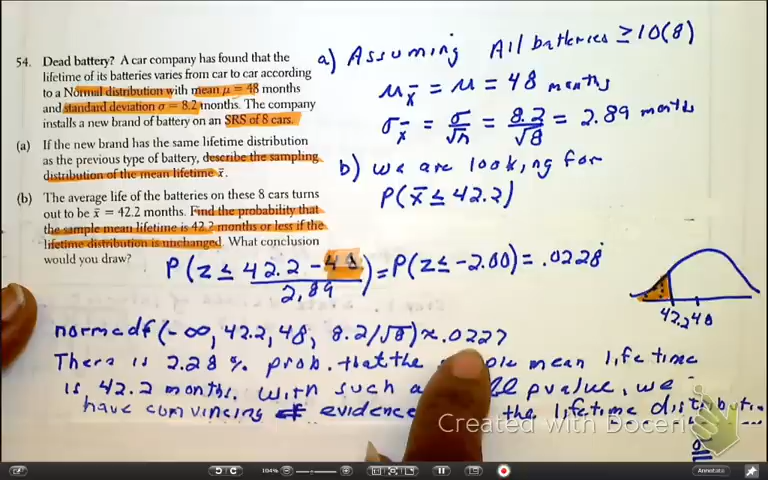 54. Dead battery? A car company has found that the
lifetime of its batteries varies from car to car according
to a Normal distribution with mean μ = 48 months
and standard deviation σ = 8.2 months. The company
installs a new brand of battery on an SRS of 8 cars.
(a) If the new brand has the same lifetime distribution
as the previous type of battery, describe the sampling
distribution of the mean lifetime x̄.
(b) The average life of the batteries on these 8 cars turns
out to be x̄ = 42.2 months. Find the probability that
the sample mean lifetime is 42.2 months or less if the
lifetime distribution is unchanged. What conclusion
would you draw?
a) Assuming All batteries ≥ 10(8)
μx̄ = μ = 48 months
σx̄ = σ/√n = 8.2/√8 = 2.89 months
b) we are looking for
P(x̄ ≤ 42.2)
P(z ≤ 42.2 - 48/2.89) = P(z ≤ -2.00) = .0228
42.2 48
normcdf(-∞, 42.2, 48, 8.2/√8) ≈ .0227
There is 2.28 % prob. that the mean life time
is 42.2 months. with such a pvalue, we
have convincing evidence the lifetime
Created with Doceri
104%
Annotate